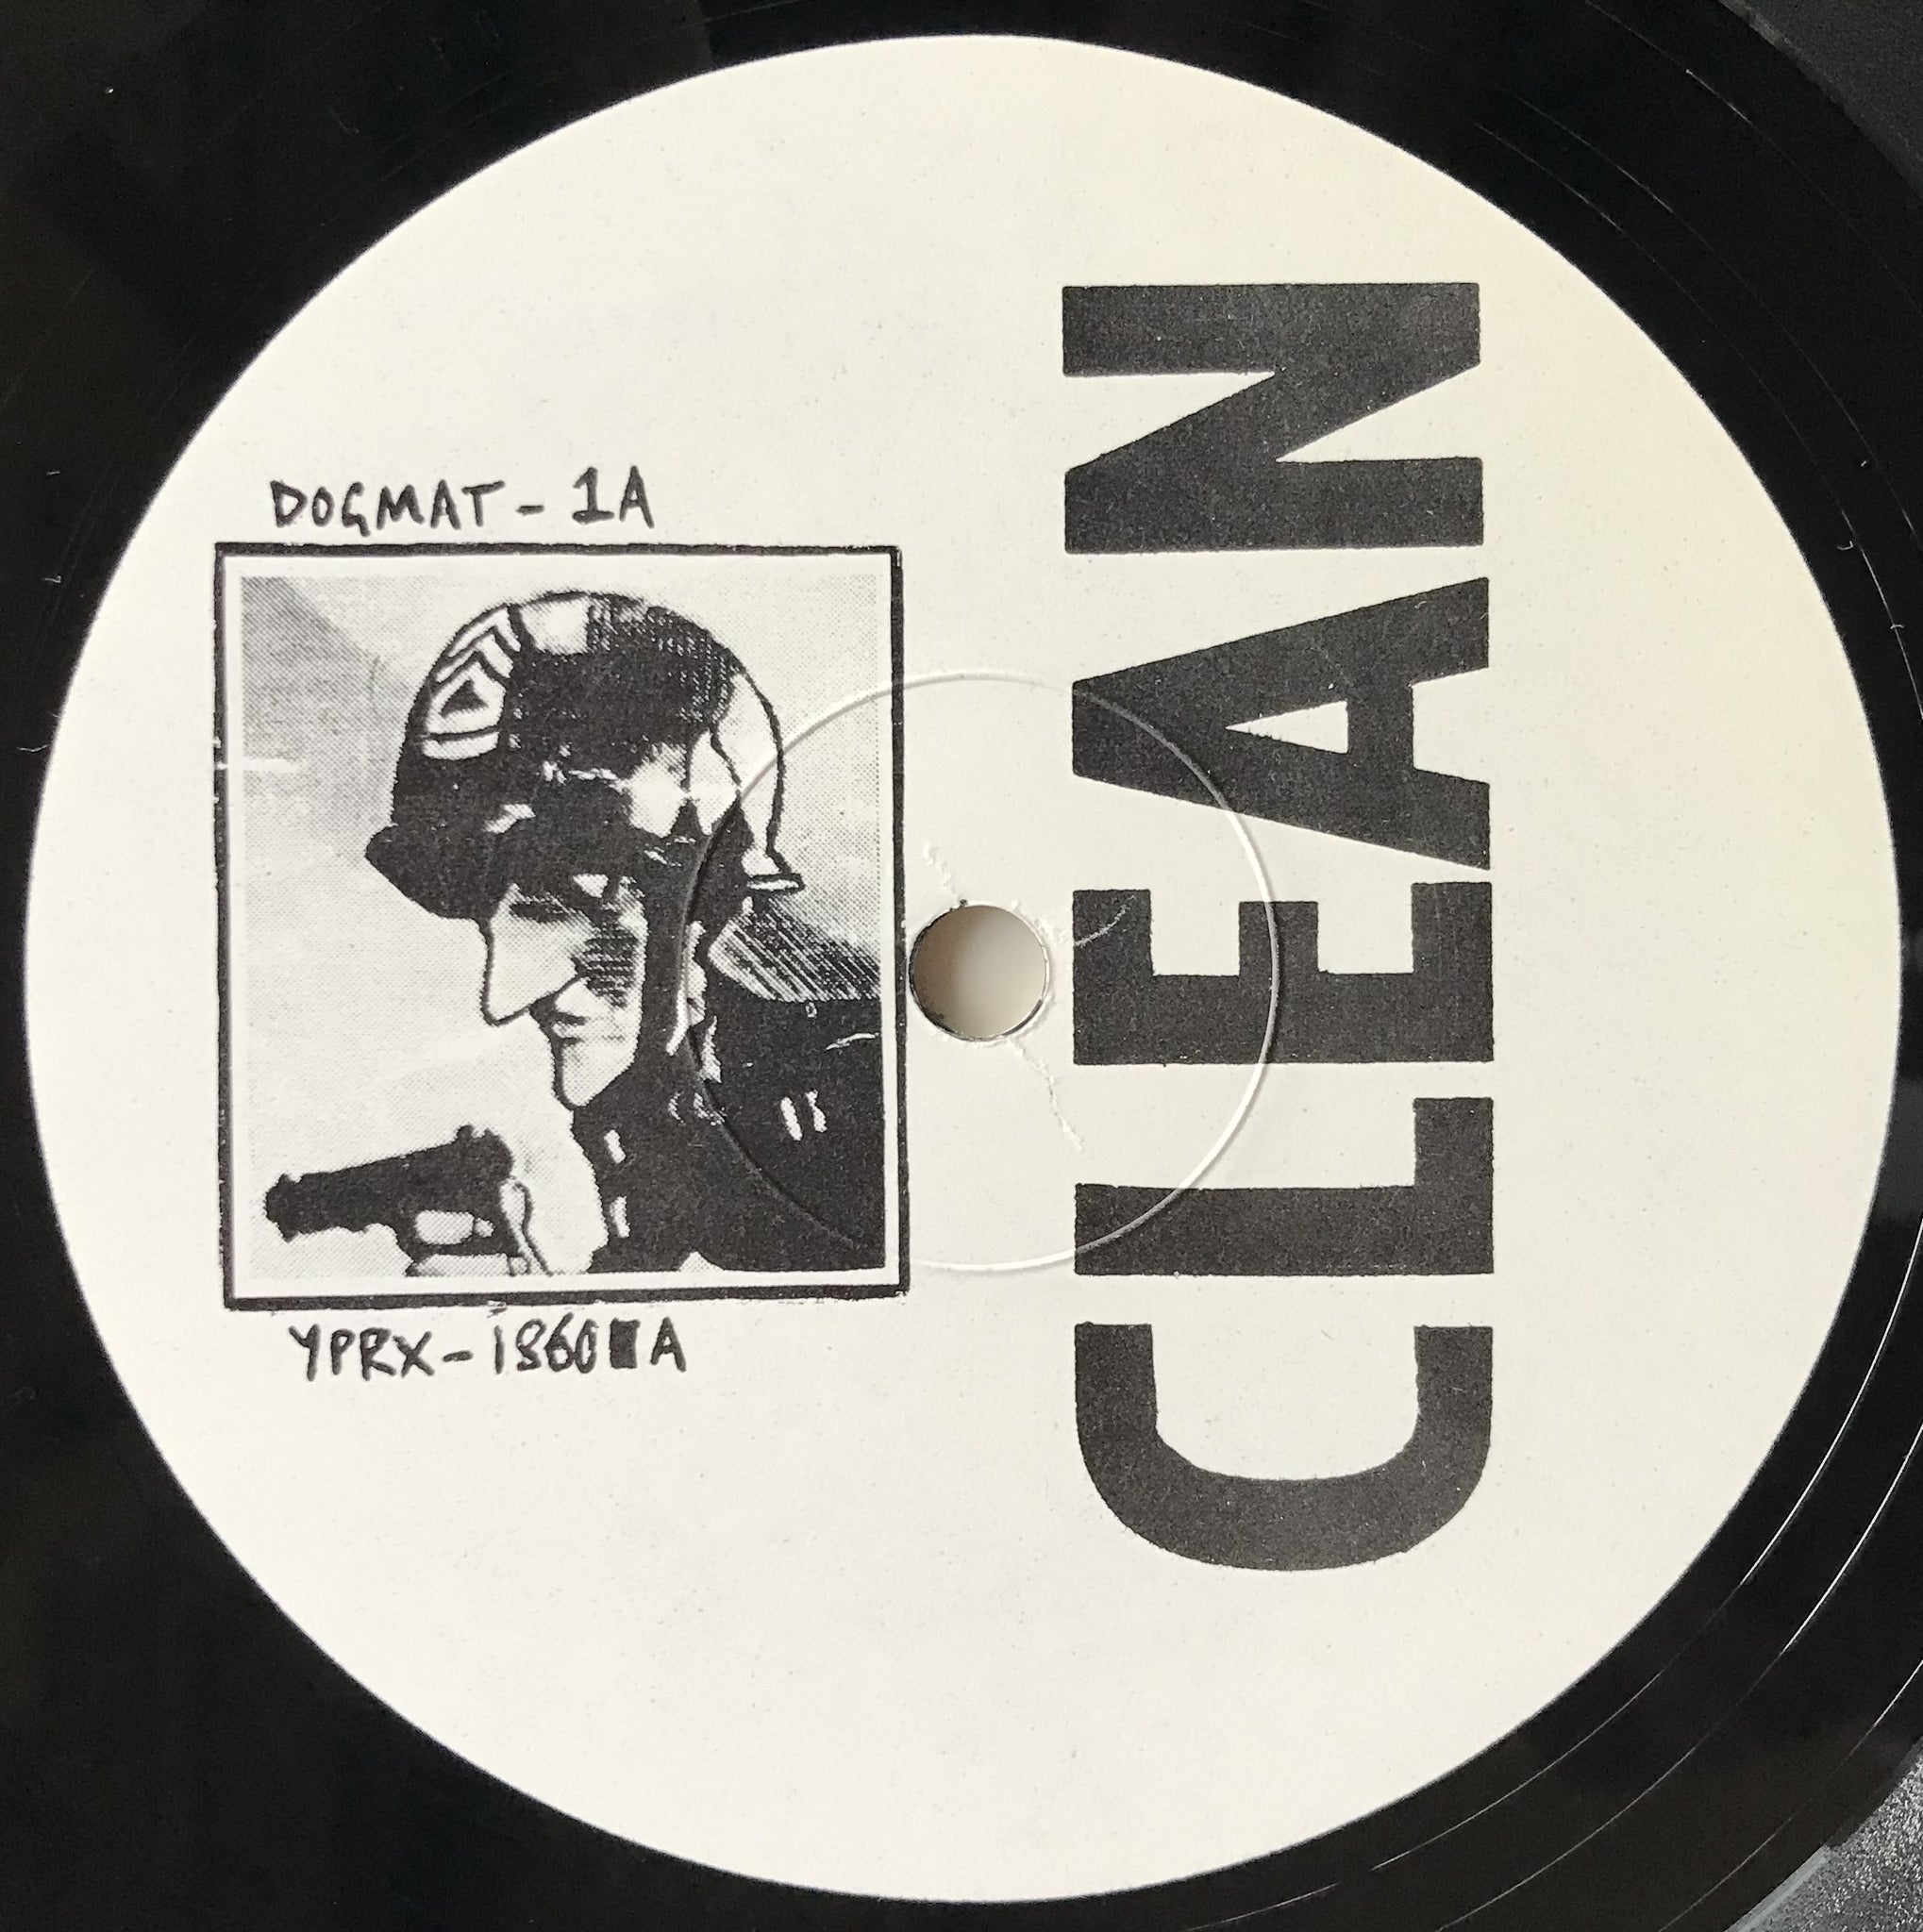 DOGMAT - 1A
YPRX - 1860█A
CLEAN